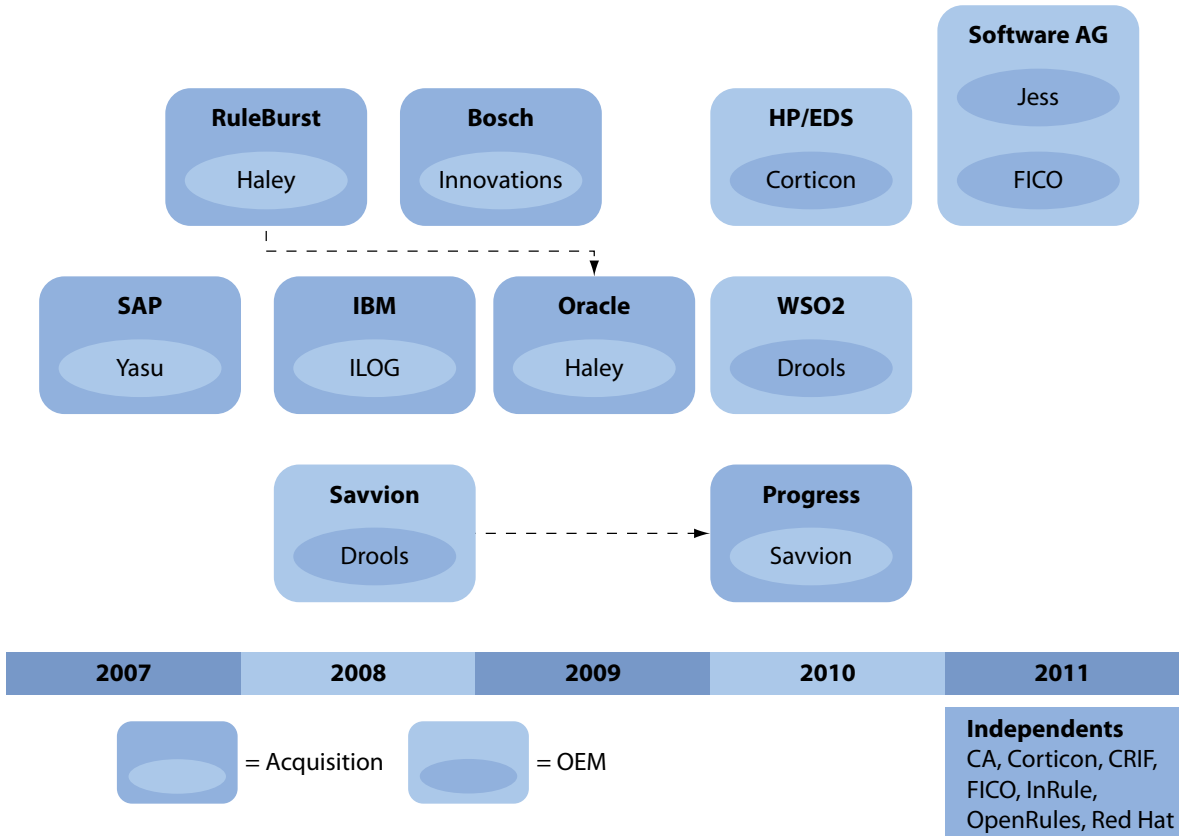 Software AG
Jess
FICO
RuleBurst
Haley
Bosch
Innovations
HP/EDS
Corticon
SAP
Yasu
IBM
ILOG
Oracle
Haley
WSO2
Drools
Savvion
Drools
Progress
Savvion
2007
2008
2009
2010
2011
= Acquisition
= OEM
Independents
CA, Corticon, CRIF,
FICO, InRule,
OpenRules, Red Hat